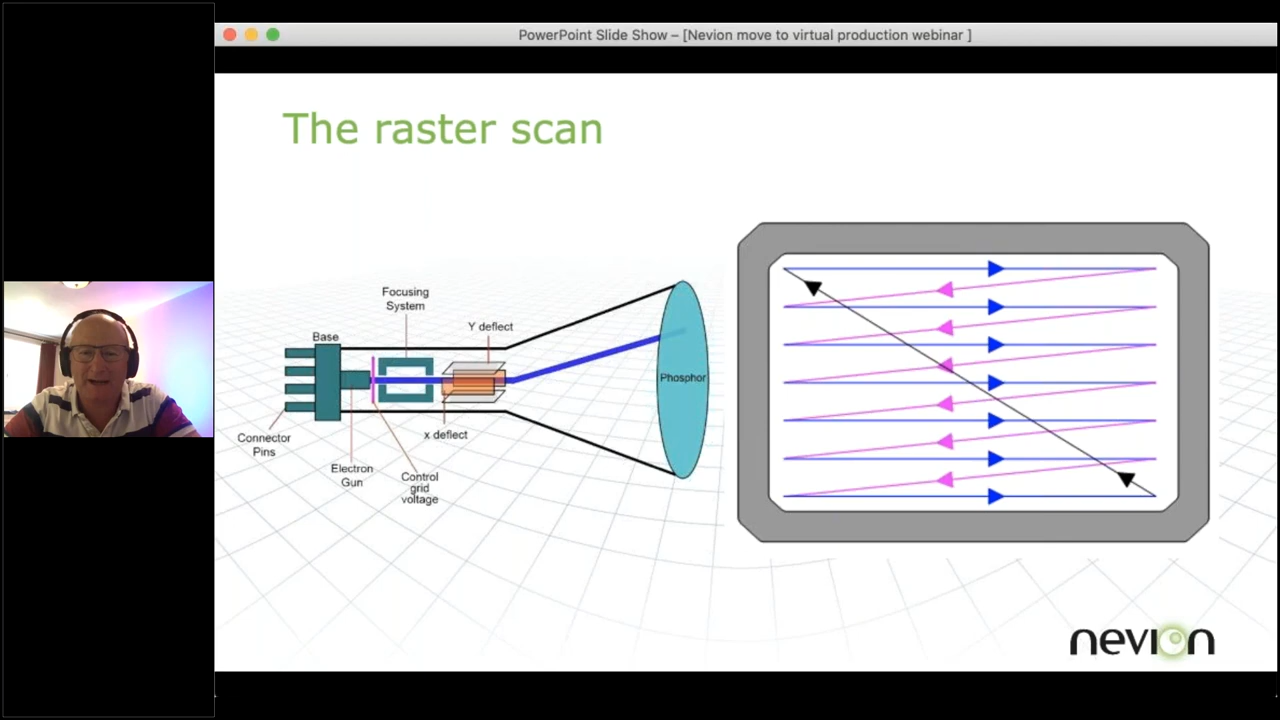 PowerPoint Slide Show – [Nevion move to virtual production webinar ]
The raster scan
Focusing
System
Y deflect
Base
Phosphor
x deflect
Connector
Pins
Electron
Gun
Control
grid
voltage
nevion